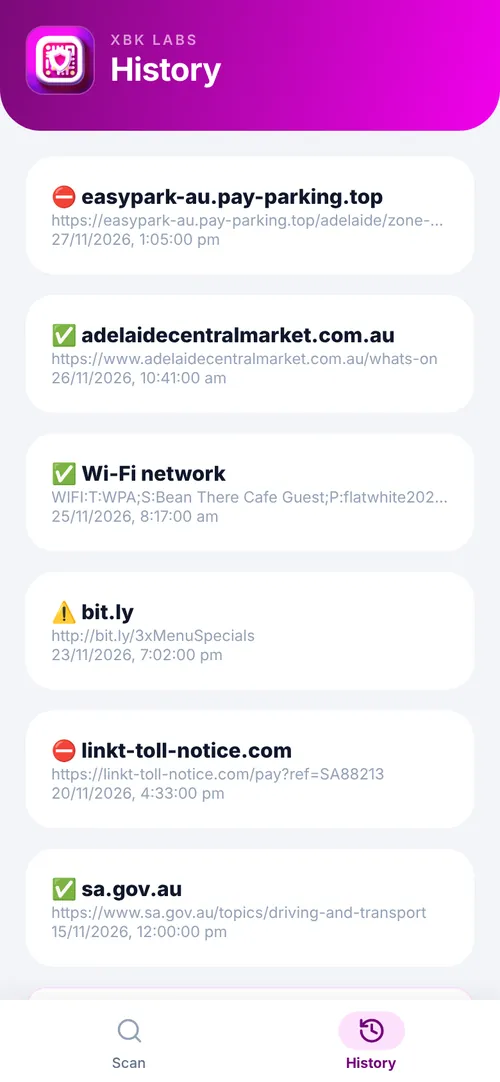 XBK LABS
History
⛔ easypark-au.pay-parking.top
https://easypark-au.pay-parking.top/adelaide/zone-...
27/11/2026, 1:05:00 pm
✅ adelaidecentralmarket.com.au
https://www.adelaidecentralmarket.com.au/whats-on
26/11/2026, 10:41:00 am
✅ Wi-Fi network
WIFI:T:WPA;S:Bean There Cafe Guest;P:flatwhite202...
25/11/2026, 8:17:00 am
⚠️ bit.ly
http://bit.ly/3xMenuSpecials
23/11/2026, 7:02:00 pm
⛔ linkt-toll-notice.com
https://linkt-toll-notice.com/pay?ref=SA88213
20/11/2026, 4:33:00 pm
✅ sa.gov.au
https://www.sa.gov.au/topics/driving-and-transport
15/11/2026, 12:00:00 pm
Scan
History